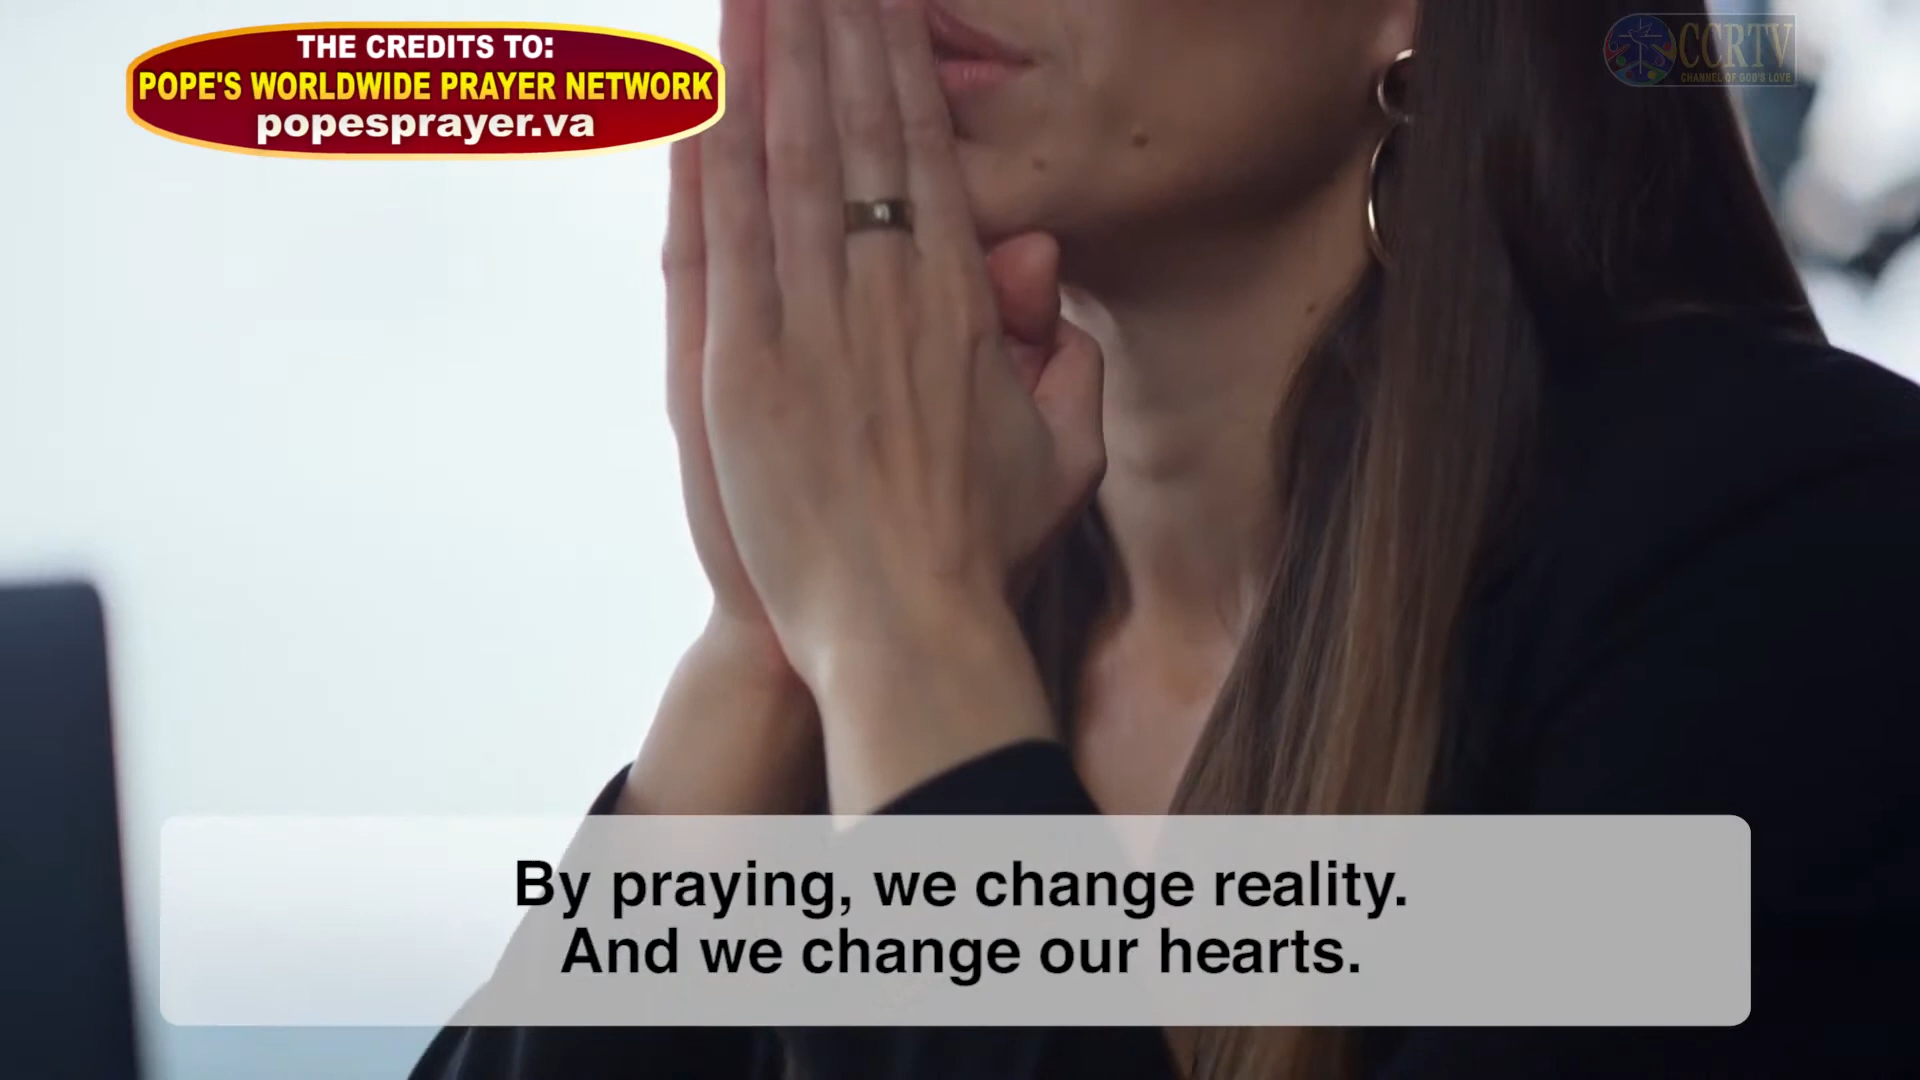 THE CREDITS TO:
POPE'S WORLDWIDE PRAYER NETWORK
popesprayer.va
CCRTV
CHANNEL OF GOD'S LOVE
By praying, we change reality.
And we change our hearts.